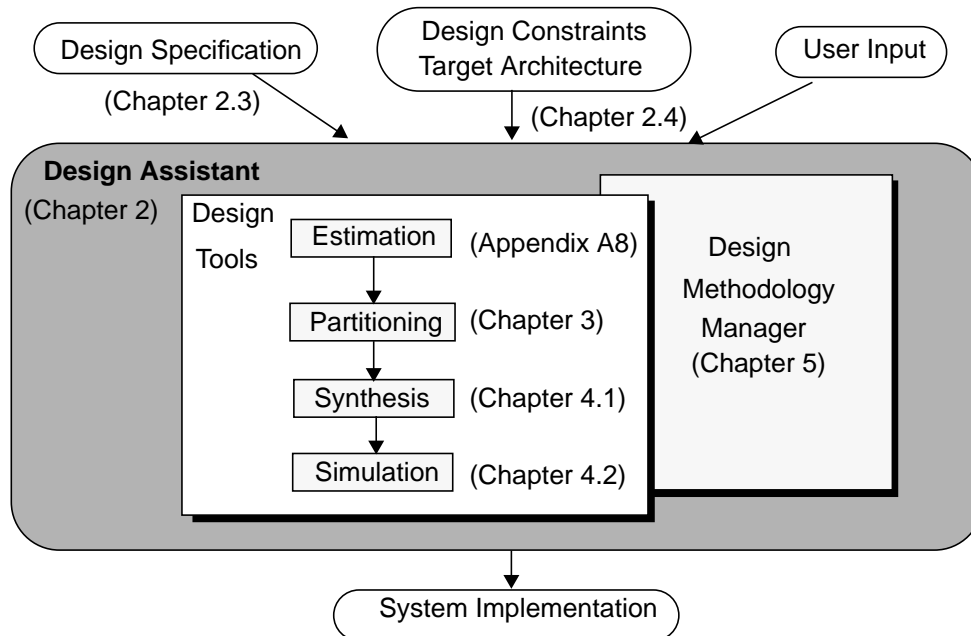 Design Specification
(Chapter 2.3)
Design Constraints
Target Architecture
(Chapter 2.4)
User Input
Design Assistant
(Chapter 2)
Design
Tools
Estimation
(Appendix A8)
Partitioning
(Chapter 3)
Synthesis
(Chapter 4.1)
Simulation
(Chapter 4.2)
Design
Methodology
Manager
(Chapter 5)
System Implementation